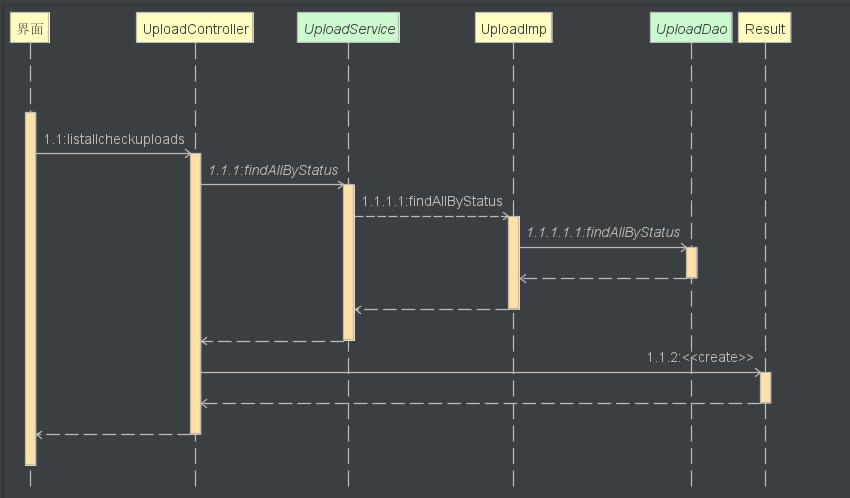 界面
UploadController
UploadService
UploadImp
UploadDao
Result
1.1:listallcheckuploads
1.1.1:findAllByStatus
1.1.1.1:findAllByStatus
1.1.1.1.1:findAllByStatus
1.1.2:<<create>>